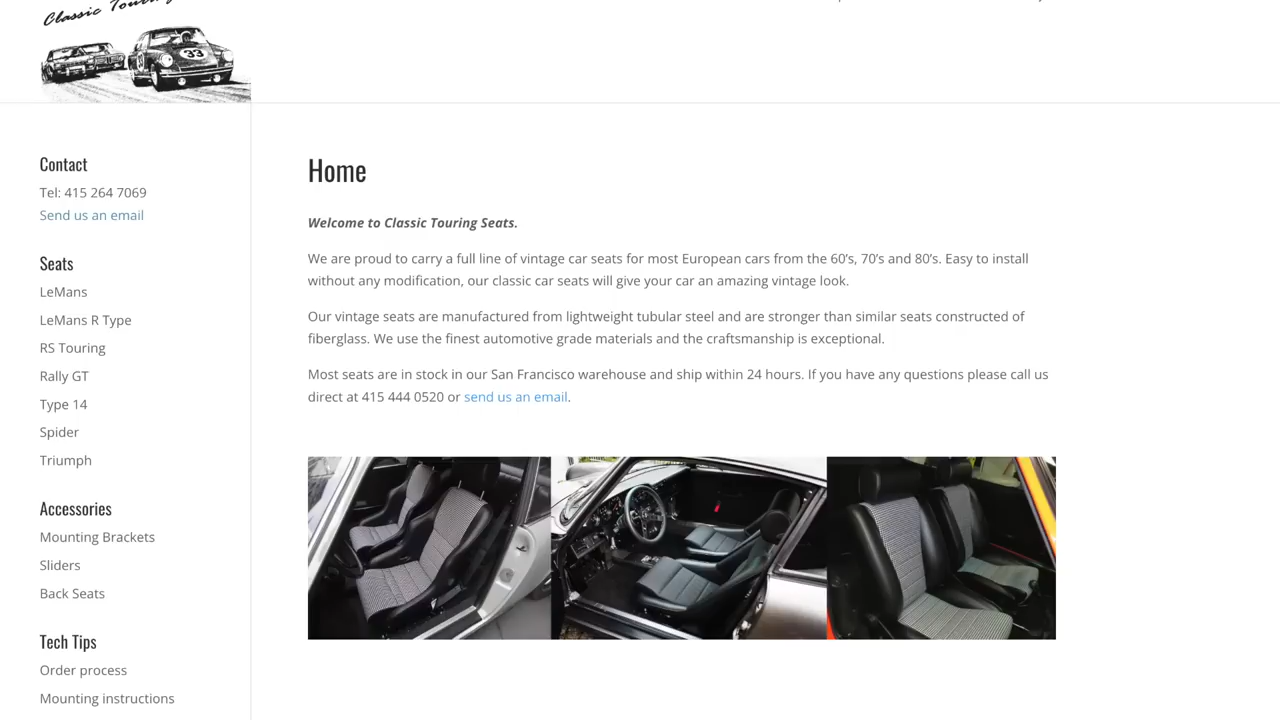 Classic Touring
33
Contact
Tel: 415 264 7069
Send us an email
Seats
LeMans
LeMans R Type
RS Touring
Rally GT
Type 14
Spider
Triumph
Accessories
Mounting Brackets
Sliders
Back Seats
Tech Tips
Order process
Mounting instructions
Home
Welcome to Classic Touring Seats.
We are proud to carry a full line of vintage car seats for most European cars from the 60’s, 70’s and 80’s. Easy to install
without any modification, our classic car seats will give your car an amazing vintage look.
Our vintage seats are manufactured from lightweight tubular steel and are stronger than similar seats constructed of
fiberglass. We use the finest automotive grade materials and the craftsmanship is exceptional.
Most seats are in stock in our San Francisco warehouse and ship within 24 hours. If you have any questions please call us
direct at 415 444 0520 or send us an email.